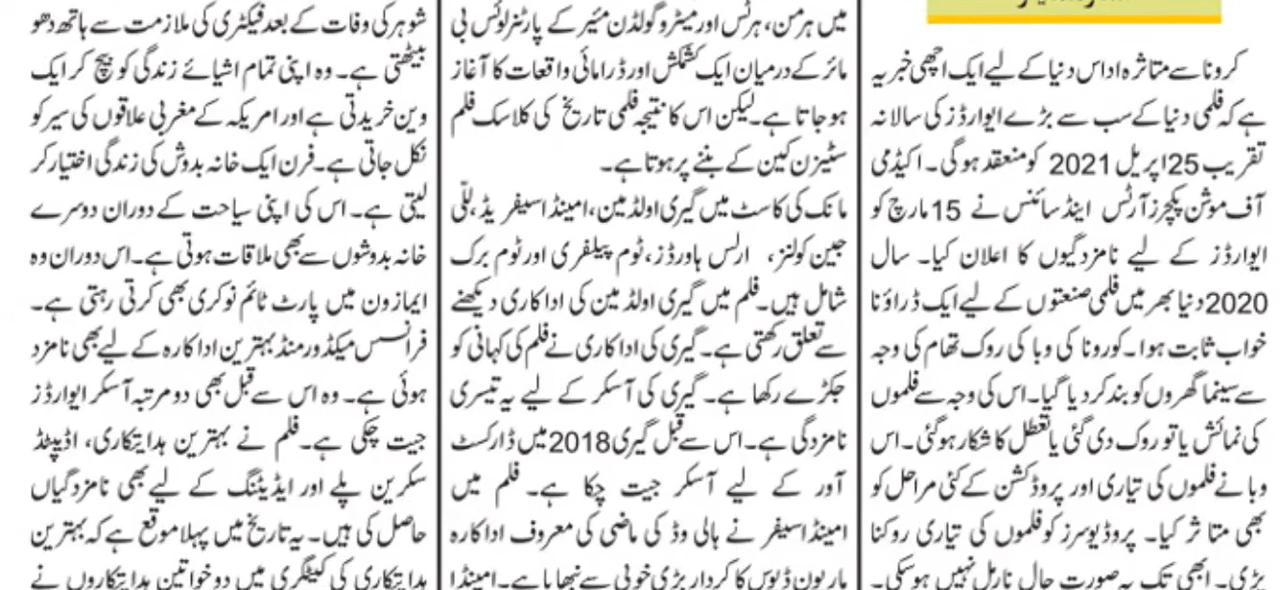 کرونا سے متاثرہ اداس دنیا کے لیے ایک اچھی خبر یہ
ہے کہ فلمی دنیا کے سب سے بڑے ایوارڈز کی سالانہ
تقریب 25اپریل 2021 کو منعقد ہوگی۔ اکیڈمی
آف موشن پکچرز آرٹس اینڈ سائنس نے 15 مارچ کو
ایوارڈز کے لیے نامزدگیوں کا اعلان کیا۔ سال
2020 دنیا بھر میں فلمی صنعتوں کے لیے ایک ڈراؤنا
خواب ثابت ہوا۔ کورونا کی وبا کی روک تھام کی وجہ
سے سینما گھروں کو بند کر دیا گیا۔ اس کی وجہ سے فلموں
کی نمائش یا تو روک دی گئی یا تعطل کا شکار ہوگئی۔ اس
وبا نے فلموں کی تیاری اور پروڈکشن کے کئی مراحل کو
بھی متاثر کیا۔ پروڈیوسرز کو فلموں کی تیاری روکنا
پڑی۔ ابھی تک یہ صورت حال نارمل نہیں ہوسکی۔
میں ہرمن، ہرٹس اور میٹرو گولڈن میئر کے پارٹنر لوئس بی
مائر کے درمیان ایک کشمکش اور ڈرامائی واقعات کا آغاز
ہو جاتا ہے۔ لیکن اس کا نتیجہ فلمی تاریخ کی کلاسک فلم
سٹیزن کین کے بننے پر ہوتا ہے۔
مانک کی کاسٹ میں گیری اولڈ مین، امینڈا سیفریڈ، للّی
جین کولنز، ارلس ہاورڈز، ٹوم پیلفری اور ٹوم برک
شامل ہیں۔ فلم میں گیری اولڈ مین کی اداکاری دیکھنے
سے تعلق رکھتی ہے۔ گیری کی اداکاری نے فلم کی کہانی کو
جکڑے رکھا ہے۔ گیری کی آسکر کے لیے یہ تیسری
نامزدگی ہے۔ اس سے قبل گیری 2018 میں ڈارکسٹ
آور کے لیے آسکر جیت چکا ہے۔ فلم میں
امینڈا سیفر نے ہالی وڈ کی ماضی کی معروف اداکارہ
ماریون ڈیوس کا کردار بڑی خوبی سے نبھایا ہے۔ امینڈا
شوہر کی وفات کے بعد فیکٹری کی ملازمت سے ہاتھ دھو
بیٹھتی ہے۔ وہ اپنی تمام اشیائے زندگی کو بیچ کر ایک
وین خریدتی ہے اور امریکہ کے مغربی علاقوں کی سیر کو
نکل جاتی ہے۔ فرن ایک خانہ بدوش کی زندگی اختیار کر
لیتی ہے۔ اس کی اپنی سیاحت کے دوران دوسرے
خانہ بدوشوں سے بھی ملاقات ہوتی ہے۔ اس دوران وہ
ایمازون میں پارٹ ٹائم نوکری بھی کرتی رہتی ہے۔
فرانسس میکڈورمنڈ بہترین اداکارہ کے لیے بھی نامزد
ہوئی ہے۔ وہ اس سے قبل بھی دو مرتبہ آسکر ایوارڈز
جیت چکی ہے۔ فلم نے بہترین ہدایتکاری، اڈیپٹڈ
سکرین پلے اور ایڈیٹنگ کے لیے بھی نامزدگیاں
حاصل کی ہیں۔ یہ تاریخ میں پہلا موقع ہے کہ بہترین
ہدایتکاری کی کیٹگری میں دو خواتین ہدایتکاروں نے